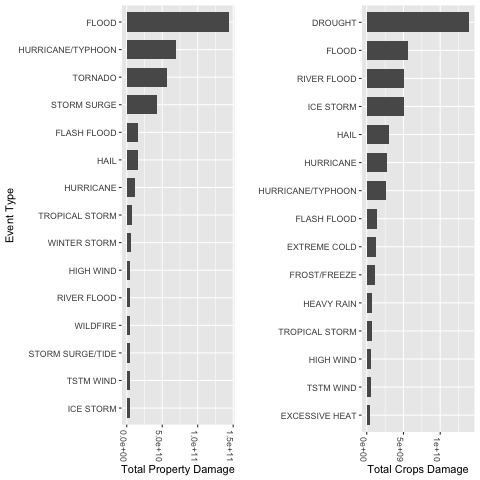 Event Type
FLOOD
HURRICANE/TYPHOON
TORNADO
STORM SURGE
FLASH FLOOD
HAIL
HURRICANE
TROPICAL STORM
WINTER STORM
HIGH WIND
RIVER FLOOD
WILDFIRE
STORM SURGE/TIDE
TSTM WIND
ICE STORM
0.0e+00
5.0e+10
1.0e+11
1.5e+11
Total Property Damage
DROUGHT
FLOOD
RIVER FLOOD
ICE STORM
HAIL
HURRICANE
HURRICANE/TYPHOON
FLASH FLOOD
EXTREME COLD
FROST/FREEZE
HEAVY RAIN
TROPICAL STORM
HIGH WIND
TSTM WIND
EXCESSIVE HEAT
0e+00
5e+09
1e+10
Total Crops Damage